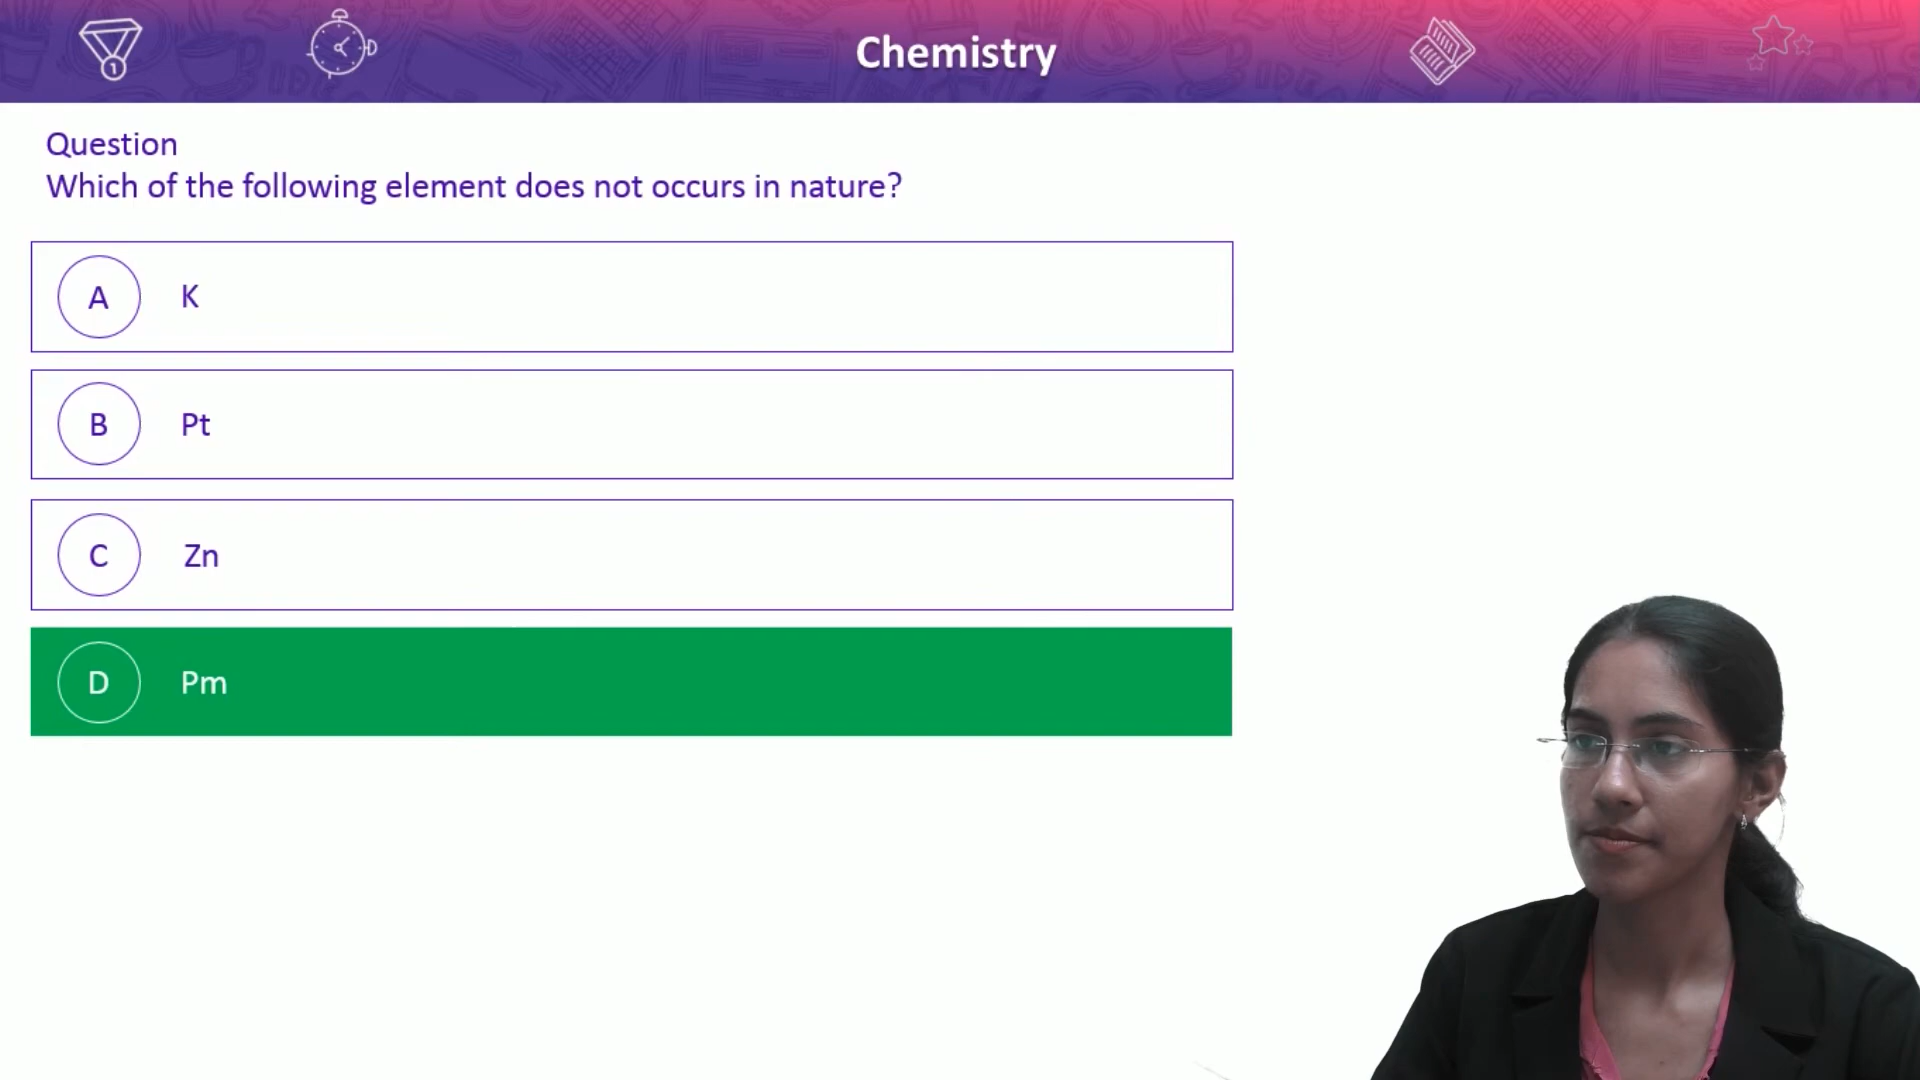 Chemistry
Question
Which of the following element does not occurs in nature?
A K
B Pt
C Zn
D Pm